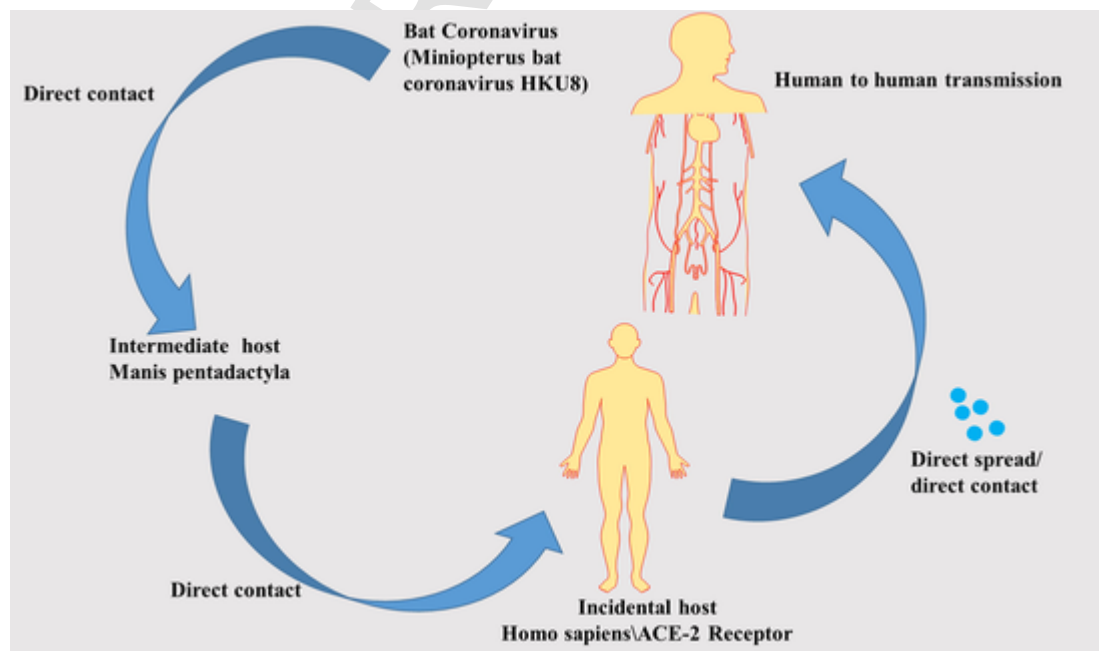 Bat Coronavirus
(Miniopterus bat
coronavirus HKU8)
Direct contact
Human to human transmission
Intermediate host
Manis pentadactyla
Direct spread/
direct contact
Direct contact
Incidental host
Homo sapiens\ACE-2 Receptor